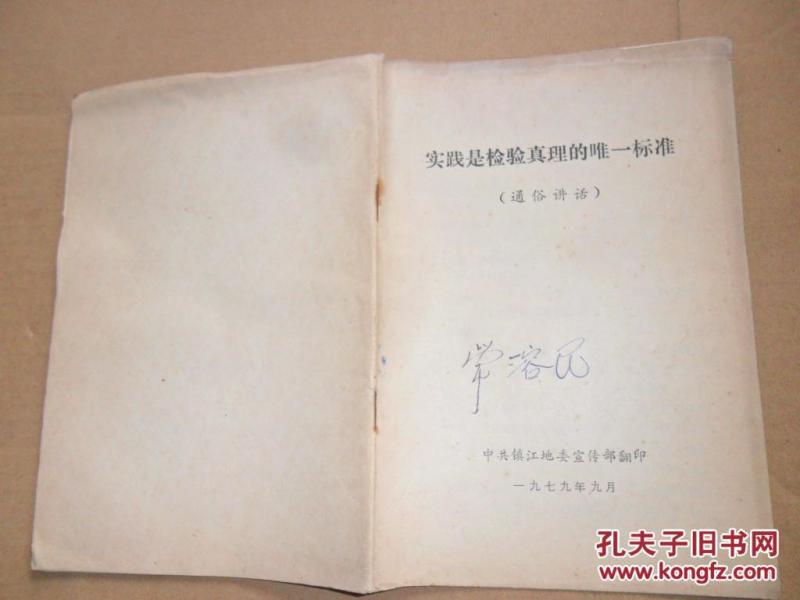 实践是检验真理的唯一标准
（通俗讲话）
常溶民
中共镇江地委宣传部翻印
一九七九年九月
孔夫子旧书网
www.kongfz.com